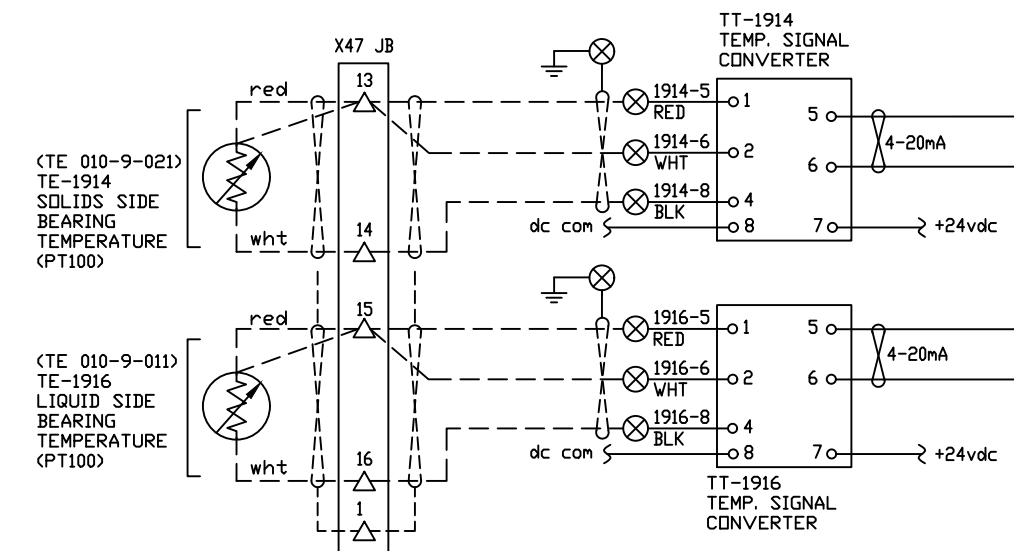 TT-1914
TEMP. SIGNAL
CONVERTER
X47 JB
red
13
1914-5
RED
1
5
4-20mA
1914-6
WHT
2
6
(TE 010-9-021)
TE-1914
SOLIDS SIDE
BEARING
TEMPERATURE
(PT100)
wht
14
1914-8
BLK
4
dc com
8
7
+24vdc
red
15
1916-5
RED
1
5
4-20mA
1916-6
WHT
2
6
(TE 010-9-011)
TE-1916
LIQUID SIDE
BEARING
TEMPERATURE
(PT100)
wht
16
1916-8
BLK
4
dc com
8
7
+24vdc
1
TT-1916
TEMP. SIGNAL
CONVERTER